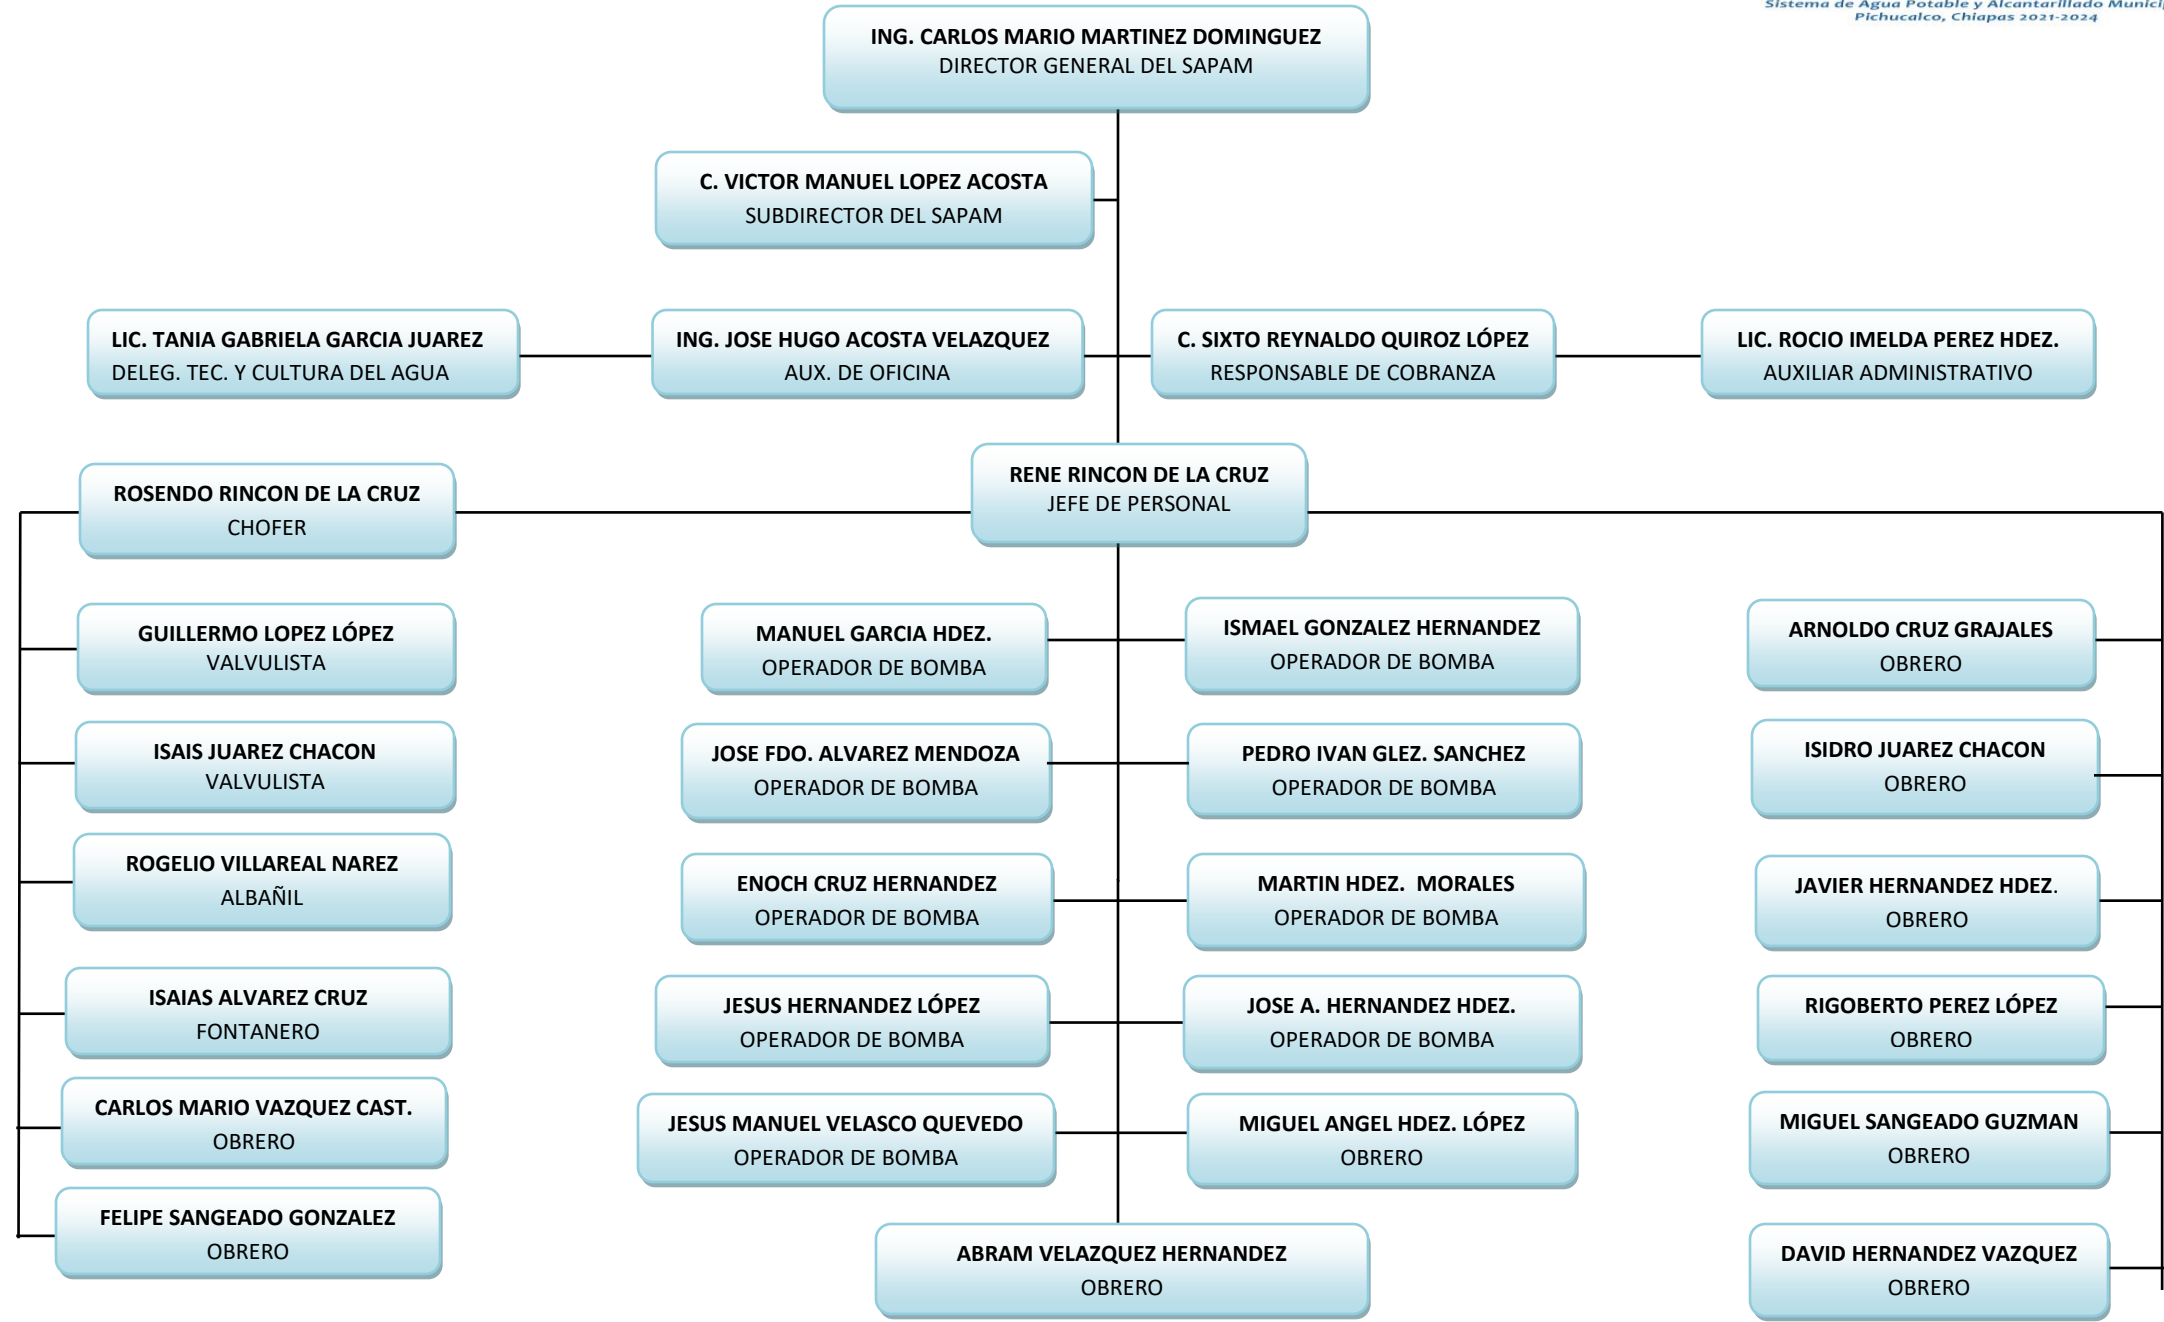 Sistema de Agua Potable y Alcantarillado
Pichucalco, Chiapas 2021-2024
ING. CARLOS MARIO MARTINEZ DOMINGUEZ
DIRECTOR GENERAL DEL SAPAM
C. VICTOR MANUEL LOPEZ ACOSTA
SUBDIRECTOR DEL SAPAM
LIC. TANIA GABRIELA GARCIA JUAREZ
DELEG. TEC. Y CULTURA DEL AGUA
ING. JOSE HUGO ACOSTA VELAZQUEZ
AUX. DE OFICINA
C. SIXTO REYNALDO QUIROZ LÓPEZ
RESPONSABLE DE COBRANZA
LIC. ROCIO IMELDA PEREZ HDEZ.
AUXILIAR ADMINISTRATIVO
ROSENDO RINCON DE LA CRUZ
CHOFER
RENE RINCON DE LA CRUZ
JEFE DE PERSONAL
GUILLERMO LOPEZ LÓPEZ
VALVULISTA
MANUEL GARCIA HDEZ.
OPERADOR DE BOMBA
ISMAEL GONZALEZ HERNANDEZ
OPERADOR DE BOMBA
ARNOLDO CRUZ GRAJALES
OBRERO
ISAIS JUAREZ CHACON
VALVULISTA
JOSE FDO. ALVAREZ MENDOZA
OPERADOR DE BOMBA
PEDRO IVAN GLEZ. SANCHEZ
OPERADOR DE BOMBA
ISIDRO JUAREZ CHACON
OBRERO
ROGELIO VILLAREAL NAREZ
ALBAÑIL
ENOCH CRUZ HERNANDEZ
OPERADOR DE BOMBA
MARTIN HDEZ. MORALES
OPERADOR DE BOMBA
JAVIER HERNANDEZ HDEZ.
OBRERO
ISAIAS ALVAREZ CRUZ
FONTANERO
JESUS HERNANDEZ LÓPEZ
OPERADOR DE BOMBA
JOSE A. HERNANDEZ HDEZ.
OPERADOR DE BOMBA
RIGOBERTO PEREZ LÓPEZ
OBRERO
CARLOS MARIO VAZQUEZ CAST.
OBRERO
JESUS MANUEL VELASCO QUEVEDO
OPERADOR DE BOMBA
MIGUEL ANGEL HDEZ. LÓPEZ
OBRERO
MIGUEL SANGEADO GUZMAN
OBRERO
FELIPE SANGEADO GONZALEZ
OBRERO
ABRAM VELAZQUEZ HERNANDEZ
OBRERO
DAVID HERNANDEZ VAZQUEZ
OBRERO